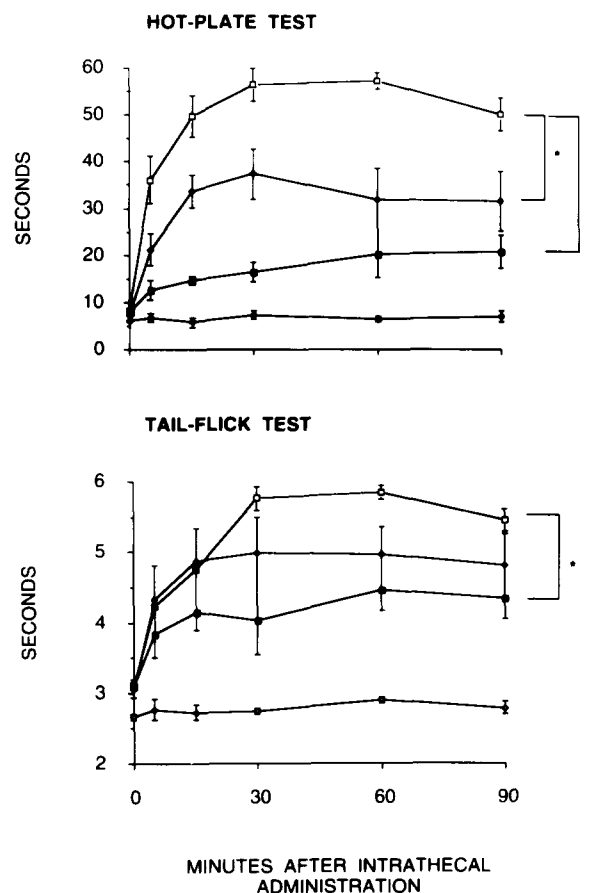 HOT-PLATE TEST
60
50
40
30
20
10
0
SECONDS
*
TAIL-FLICK TEST
6
5
4
3
2
SECONDS
*
0 30 60 90
MINUTES AFTER INTRATHECAL
ADMINISTRATION